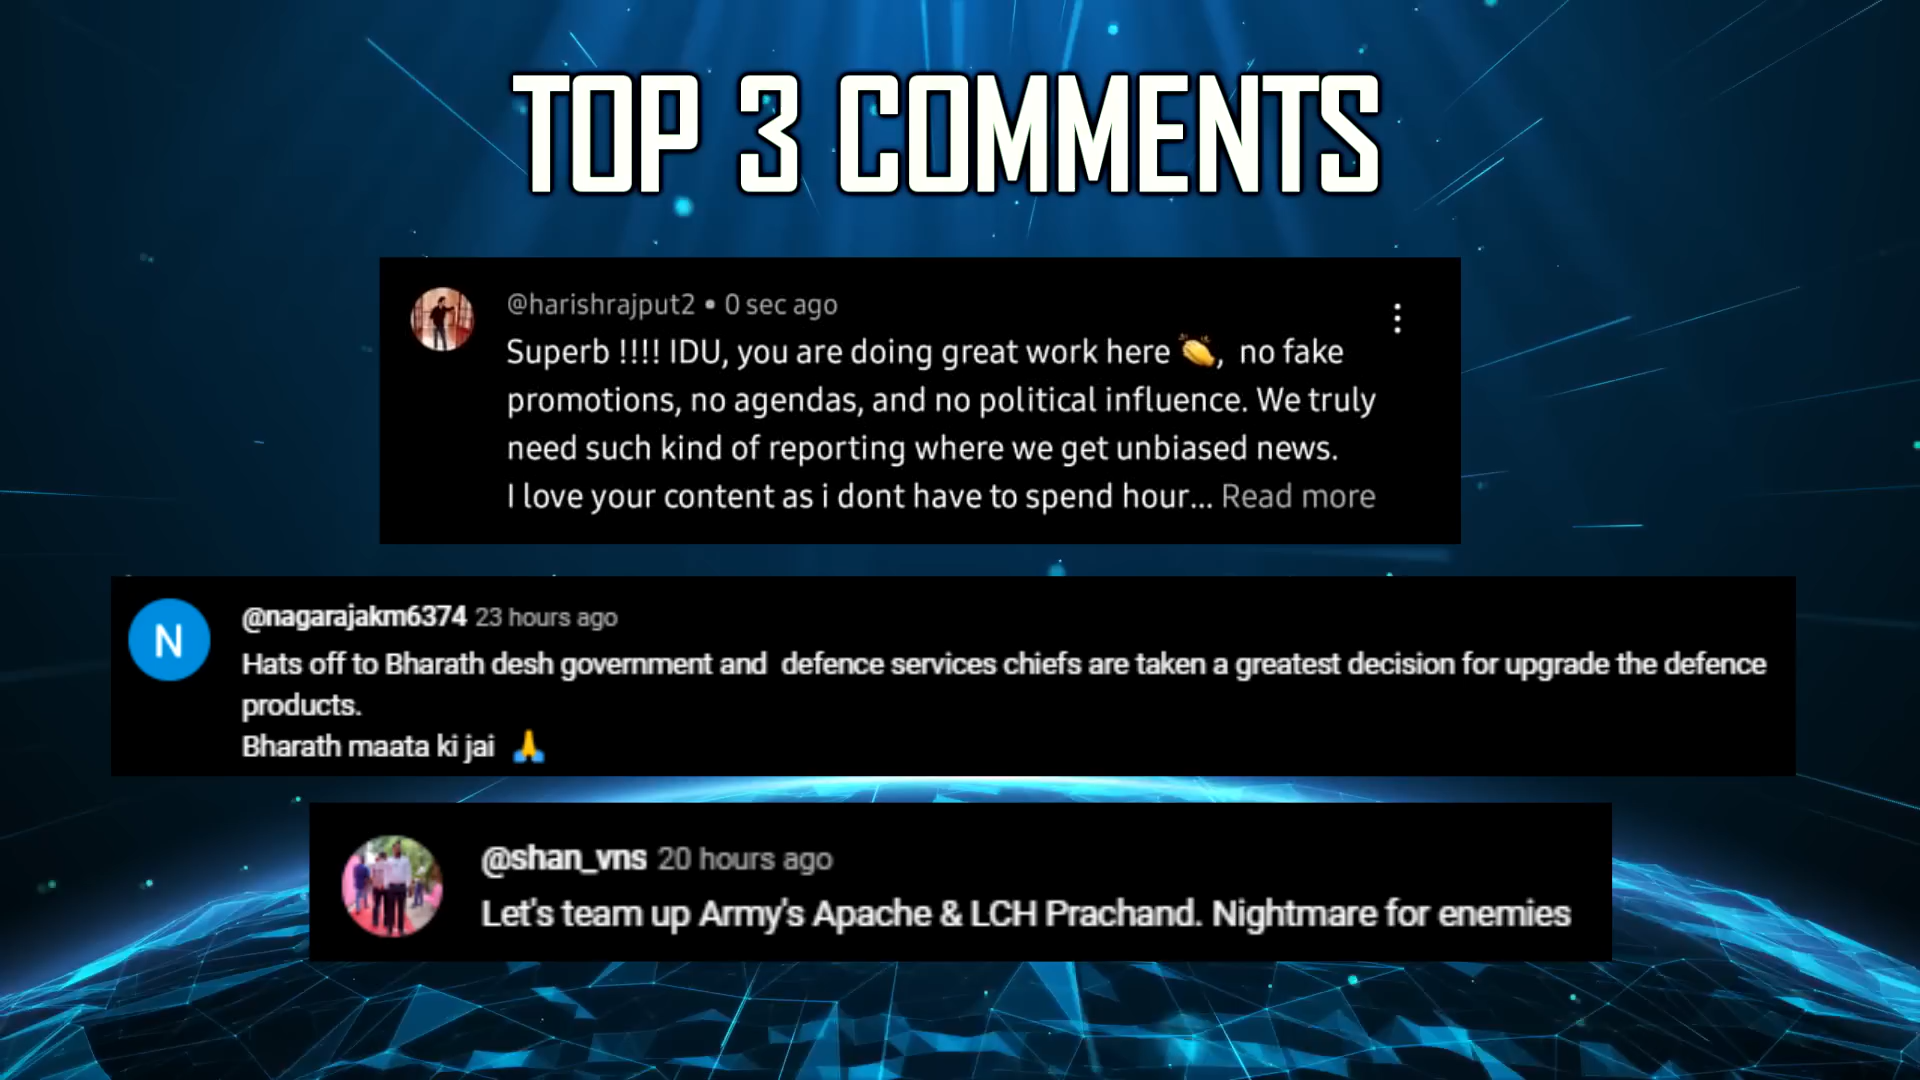 TOP 3 COMMENTS
@harishrajput2 • 0 sec ago
Superb !!!! IDU, you are doing great work here 👏,  no fake
promotions, no agendas, and no political influence. We truly
need such kind of reporting where we get unbiased news.
I love your content as i dont have to spend hour... Read more
N
@nagarajakm6374 23 hours ago
Hats off to Bharath desh government and  defence services chiefs are taken a greatest decision for upgrade the defence
products.
Bharath maata ki jai 🙏
@shan_vns 20 hours ago
Let's team up Army's Apache & LCH Prachand. Nightmare for enemies